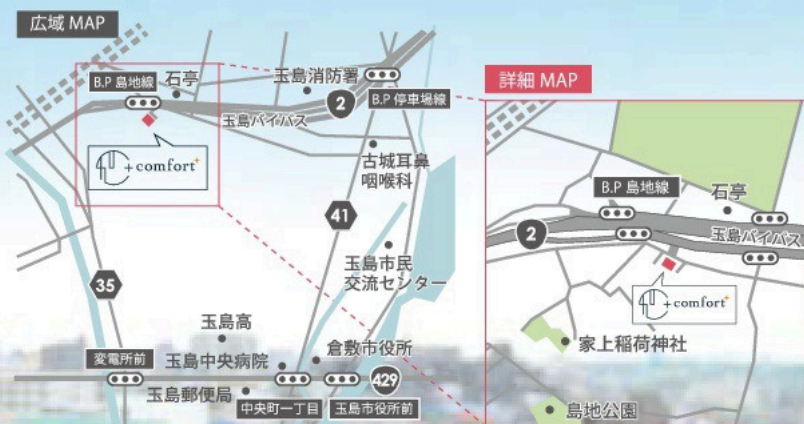 広域 MAP
B.P 島地線
石亭
玉島消防署
2
B.P 停車場線
玉島バイパス
+comfort+
古城耳鼻
咽喉科
41
玉島市民
交流センター
35
玉島高
変電所前
玉島中央病院
倉敷市役所
玉島郵便局
中央町一丁目
玉島市役所前
429
詳細 MAP
B.P 島地線
石亭
2
玉島バイパス
+comfort+
家上稲荷神社
島地公園